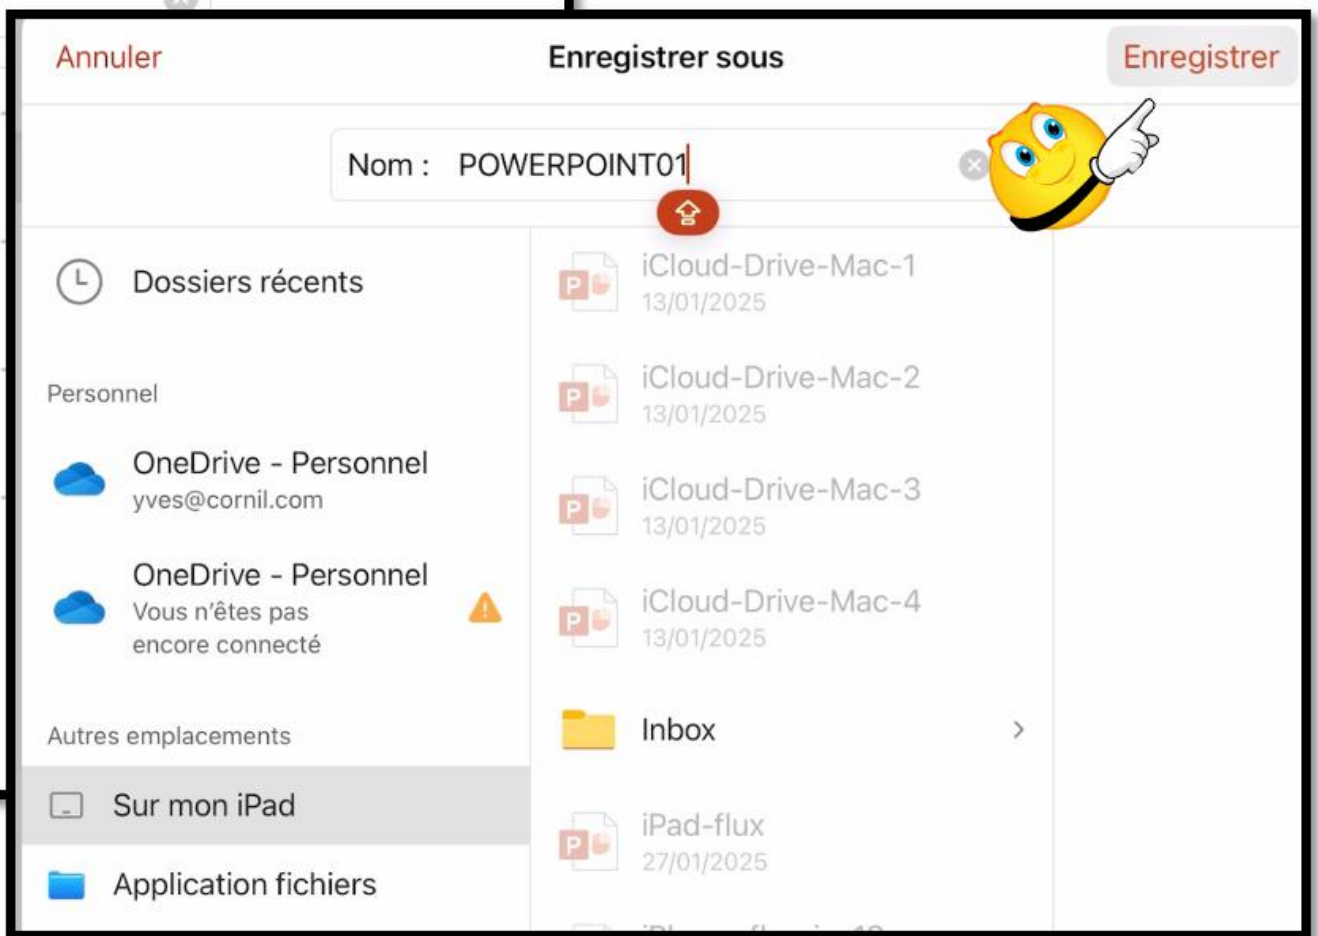 Annuler
Enregistrer sous
Enregistrer
Nom : POWERPOINT01
Dossiers récents
Personnel
OneDrive - Personnel
yves@cornil.com
OneDrive - Personnel
Vous n'êtes pas
encore connecté
Autres emplacements
Sur mon iPad
Application fichiers
iCloud-Drive-Mac-1
13/01/2025
iCloud-Drive-Mac-2
13/01/2025
iCloud-Drive-Mac-3
13/01/2025
iCloud-Drive-Mac-4
13/01/2025
Inbox
iPad-flux
27/01/2025